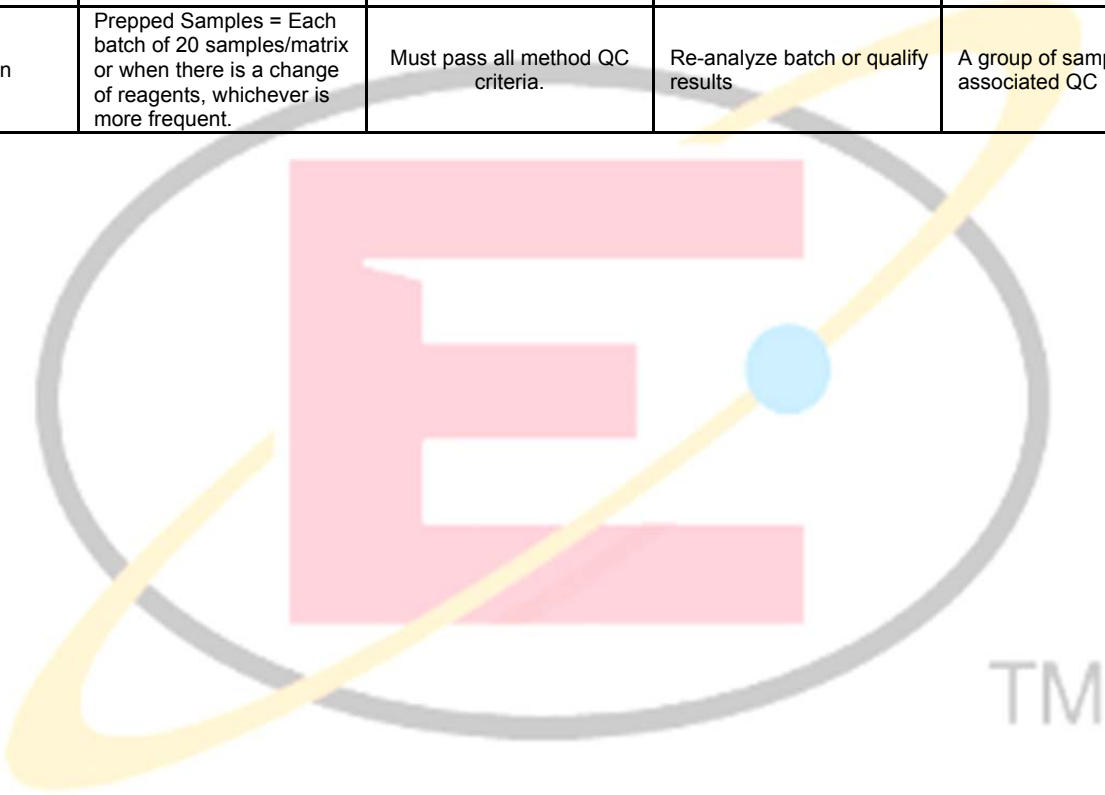 n
Prepped Samples = Each
batch of 20 samples/matrix
or when there is a change
of reagents, whichever is
more frequent.
Must pass all method QC
criteria.
Re-analyze batch or qualify
results
A group of
associated QC
E
TM